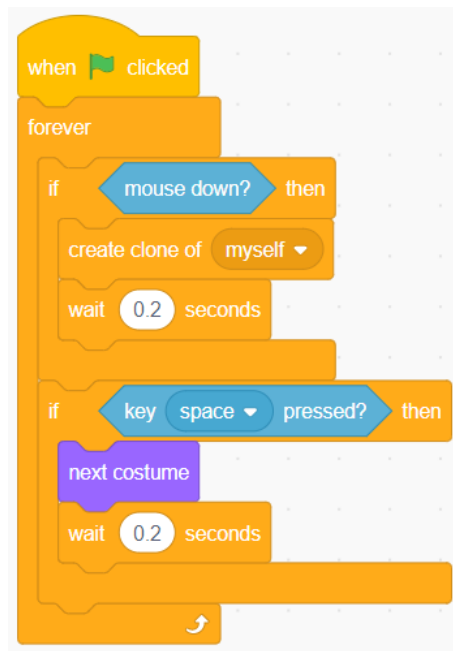 when clicked
forever
if mouse down? then
create clone of myself
wait 0.2 seconds
if key space pressed? then
next costume
wait 0.2 seconds